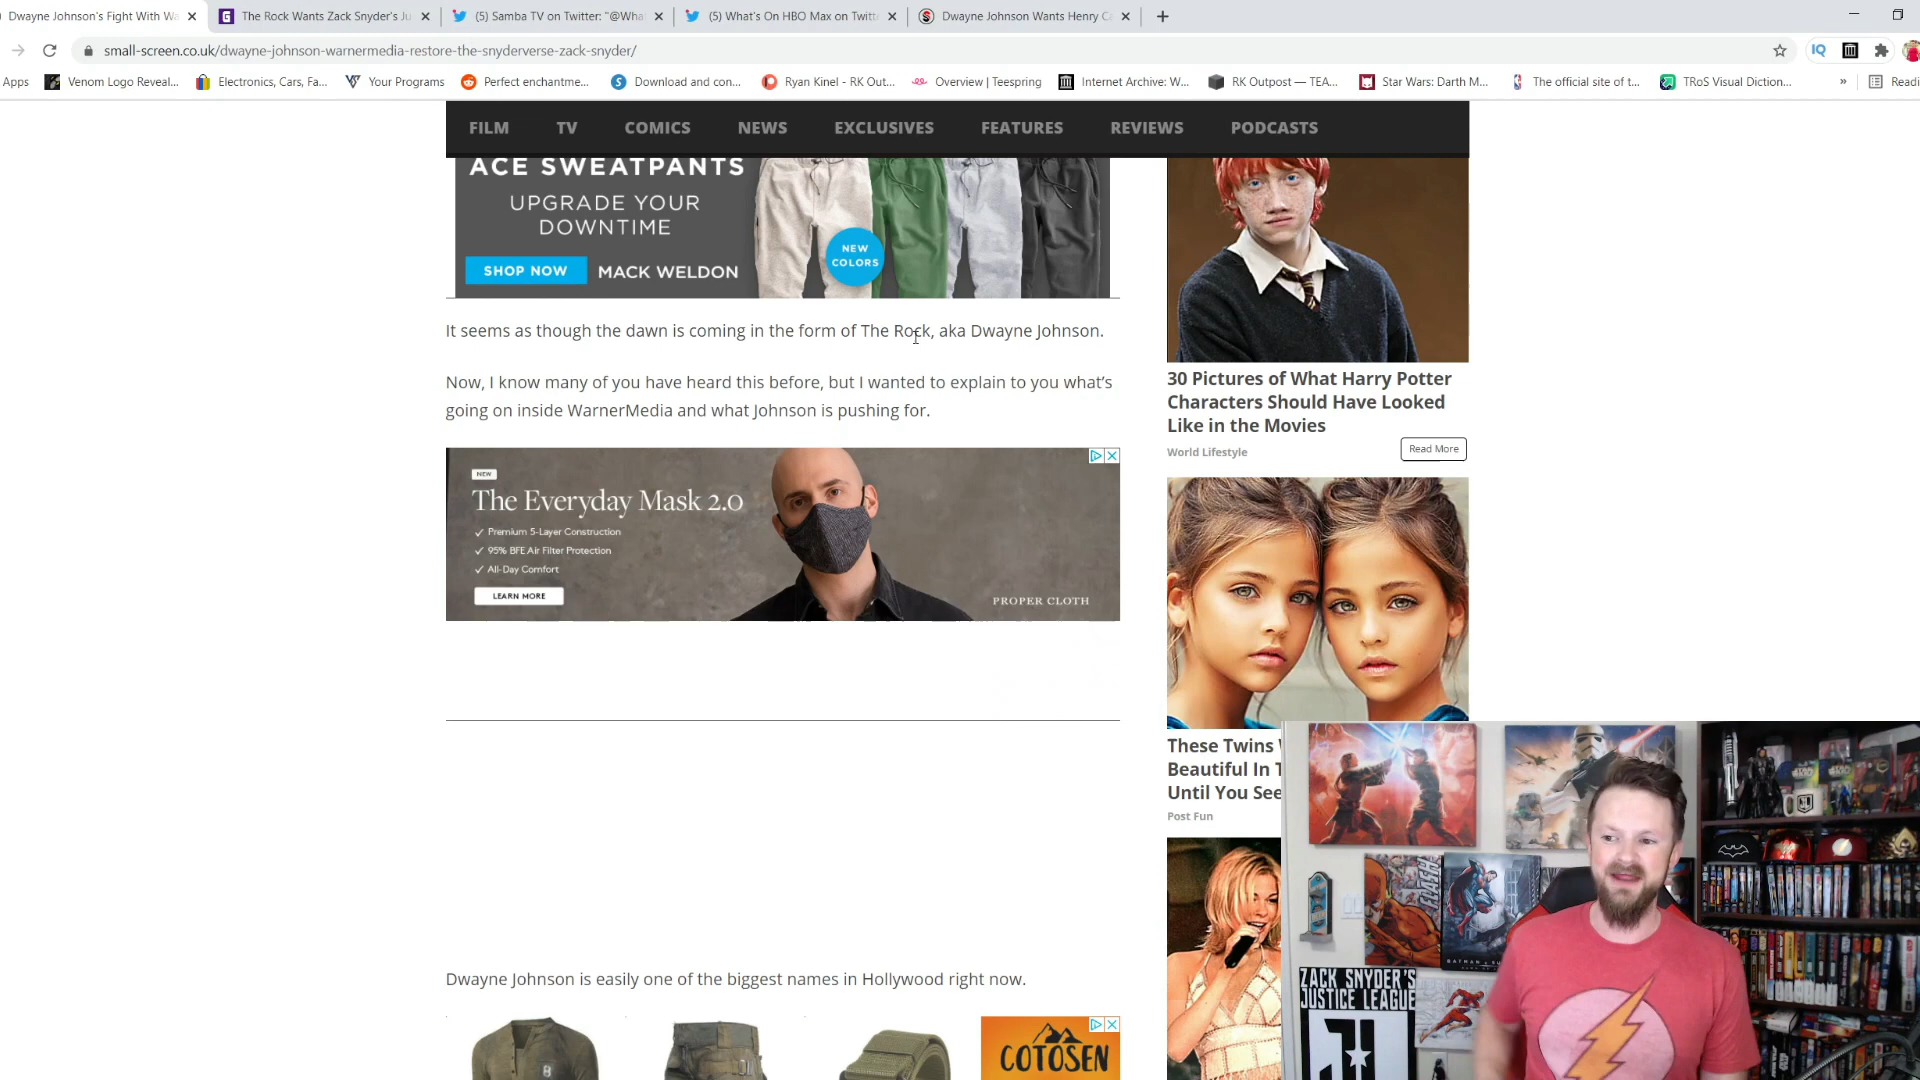 Dwayne Johnson's Fight With Wa
The Rock Wants Zack Snyder's Ju
(5) Samba TV on Twitter: "@Wha
(5) What's On HBO Max on Twitt
Dwayne Johnson Wants Henry Ca
small-screen.co.uk/dwayne-johnson-warnermedia-restore-the-snyderverse-zack-snyder/
IQ
Apps
Venom Logo Reveal...
Electronics, Cars, Fa...
Your Programs
Perfect enchantme...
Download and con...
Ryan Kinel - RK Out...
Overview | Teespring
Internet Archive: W...
RK Outpost — TEA...
Star Wars: Darth M...
The official site of t...
TRoS Visual Diction...
»
Readi
FILM
TV
COMICS
NEWS
EXCLUSIVES
FEATURES
REVIEWS
PODCASTS
ACE SWEATPANTS
UPGRADE YOUR
DOWNTIME
SHOP NOW
MACK WELDON
NEW
COLORS
It seems as though the dawn is coming in the form of The Rock, aka Dwayne Johnson.
Now, I know many of you have heard this before, but I wanted to explain to you what's
going on inside WarnerMedia and what Johnson is pushing for.
NEW
The Everyday Mask 2.0
✓ Premium 5-Layer Construction
✓ 95% BFE Air Filter Protection
✓ All-Day Comfort
LEARN MORE
PROPER CLOTH
Dwayne Johnson is easily one of the biggest names in Hollywood right now.
COTOSEN
30 Pictures of What Harry Potter
Characters Should Have Looked
Like in the Movies
World Lifestyle
Read More
These Twins
Beautiful In T
Until You See
Post Fun
ZACK SNYDER'S
JUSTICE LEAGUE